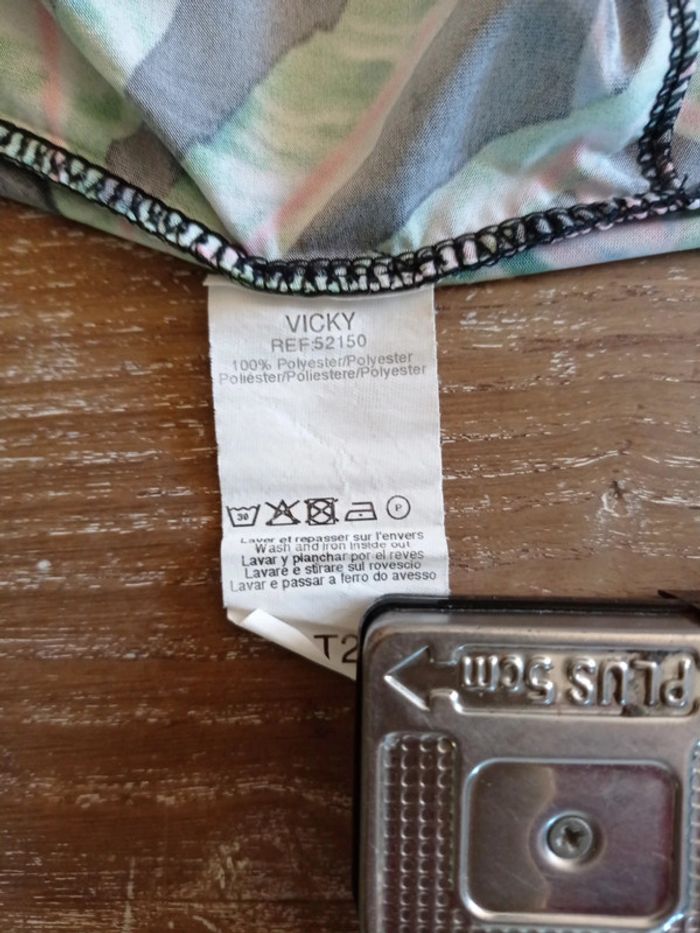 VICKY
REF:52150
100% Polyester/Polyester
Poliéster/Poliestere/Polyester
30
P
Laver et repasser sur l'envers
Wash and iron inside out
Lavar y planchar por el reves
Lavare e stirare sul rovescio
Lavar e passar a ferro do avesso
T2
PLUS 5cm